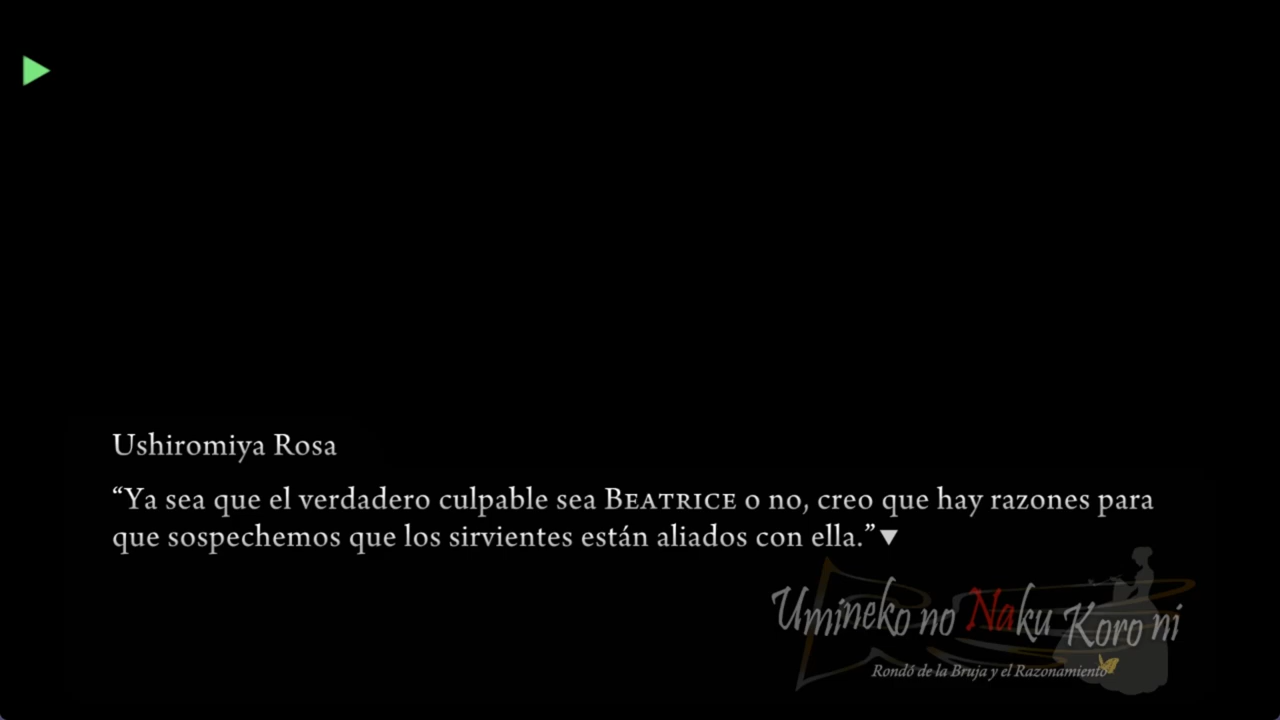 Ushiromiya Rosa
“Ya sea que el verdadero culpable sea BEATRICE o no, creo que hay razones para
que sospechemos que los sirvientes están aliados con ella.”
Umineko no Naku Koro ni
Rondó de la Bruja y el Razonamiento